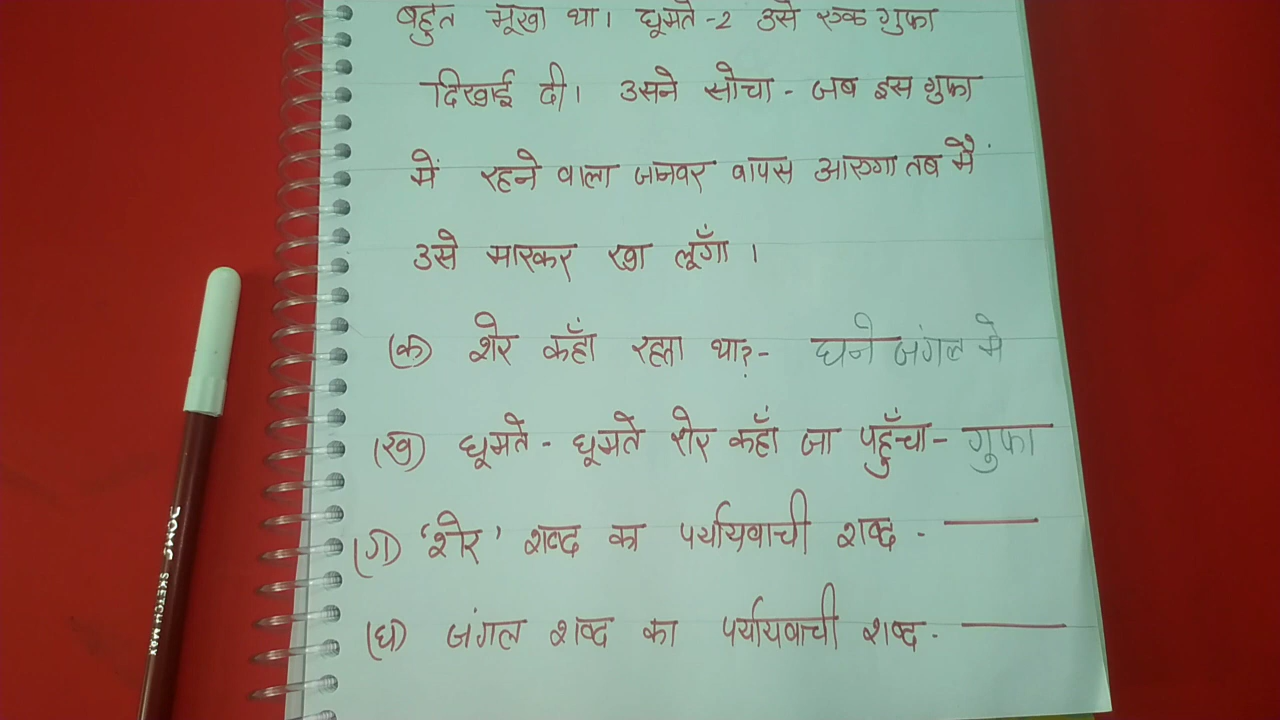 बहुत भूखा था। घूमते-2 उसे एक गुफा
दिखाई दी। उसने सोचा - जब इस गुफा
में रहने वाला जानवर वापस आएगा तब मैं
उसे मारकर खा लूँगा ।
(क) शेर कहाँ रहता था?- घने जंगल मे
(ख) घूमते - घूमते शेर कहाँ जा पहुँचा- गुफा
(ग) 'शेर' शब्द का पर्यायवाची शब्द -
(घ) जंगल शब्द का पर्यायवाची शब्द -
DOMS SKETCH MAX